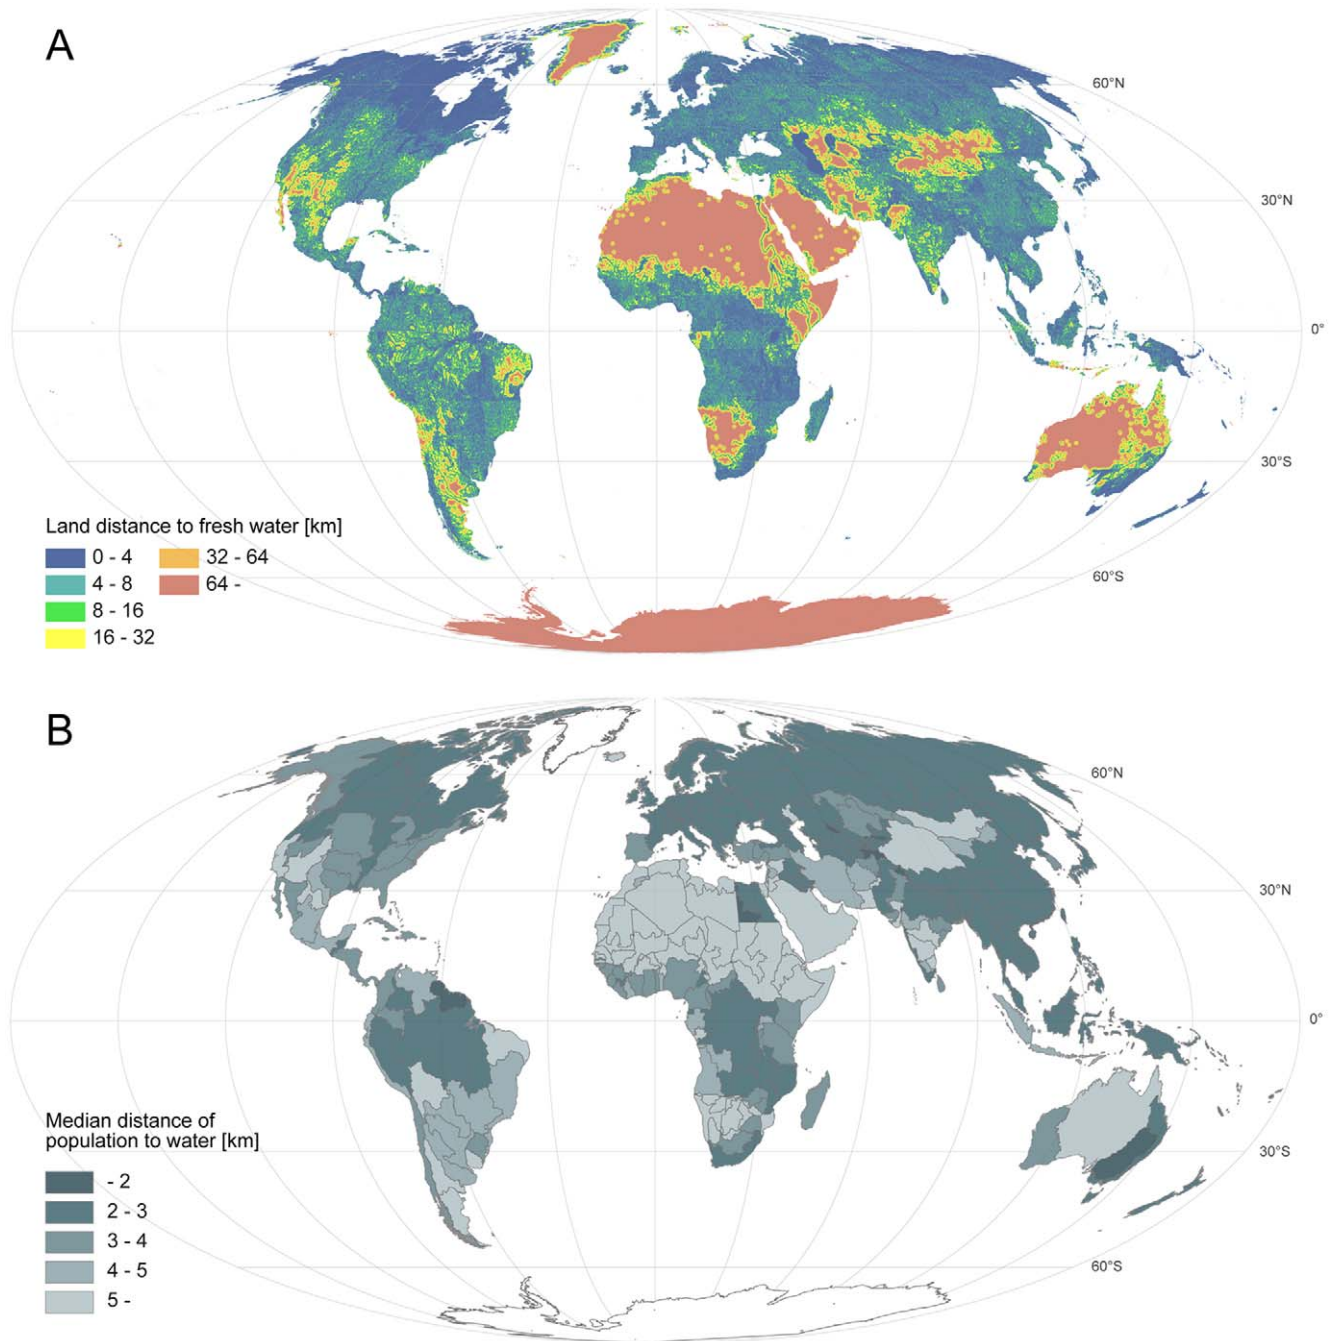 A
60°N
30°N
0°
30°S
60°S
Land distance to fresh water [km]
0 - 4
32 - 64
4 - 8
64 -
8 - 16
16 - 32
B
60°N
30°N
0°
30°S
60°S
Median distance of
population to water [km]
- 2
2 - 3
3 - 4
4 - 5
5 -